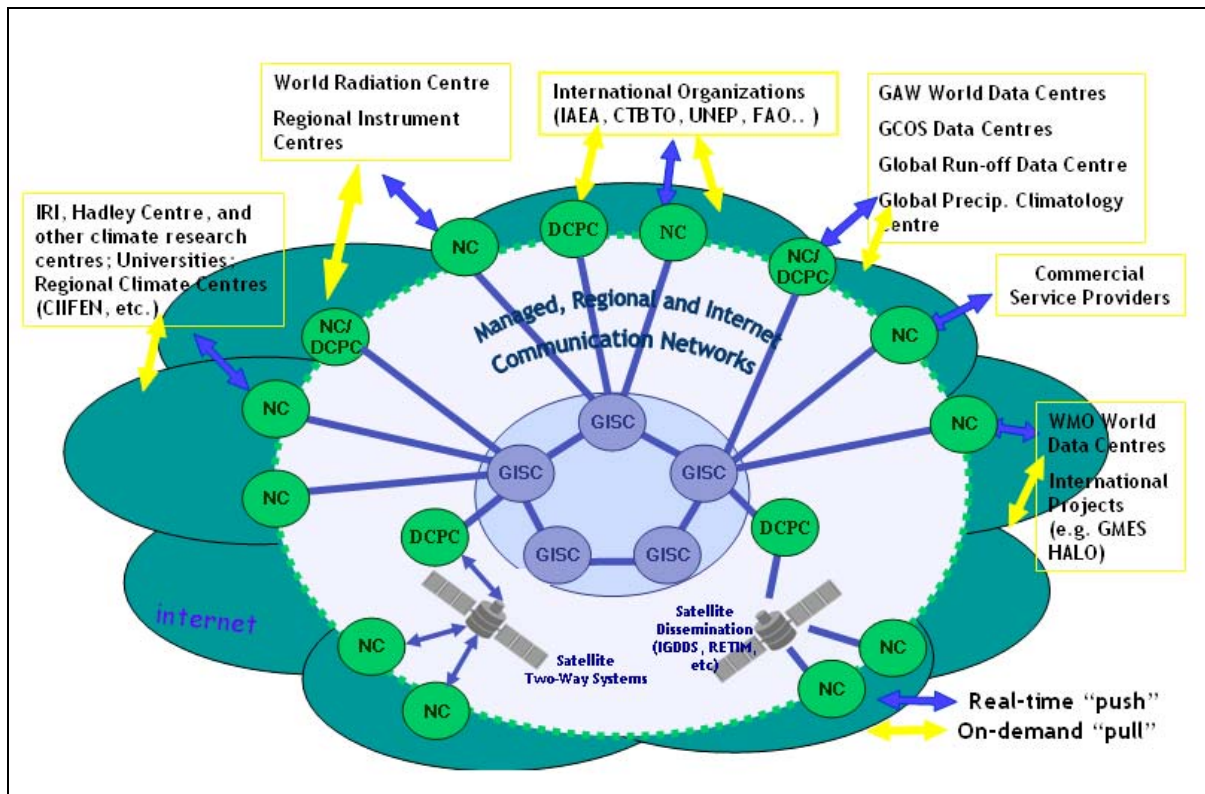 World Radiation Centre
Regional Instrument
Centres
International Organizations
(IAEA, CTBTO, UNEP, FAO.. )
GAW World Data Centres
GCOS Data Centres
Global Run-off Data Centre
Global Precip. Climatology
Centre
IRI, Hadley Centre, and
other climate research
centres; Universities;
Regional Climate Centres
(CIIFEN, etc.)
Commercial
Service Providers
WMO World
Data Centres
International
Projects
(e.g. GMES
HALO)
NC
DCPC
NC
NC/
DCPC
NC/
DCPC
NC
NC
NC
NC
Managed, Regional and Internet
Communication Networks
GISC
GISC
GISC
GISC
GISC
DCPC
DCPC
internet
Satellite
Dissemination
(IGDDS, RETIM,
etc)
Satellite
Two-Way Systems
NC
NC
NC
NC
Real-time “push”
On-demand “pull”